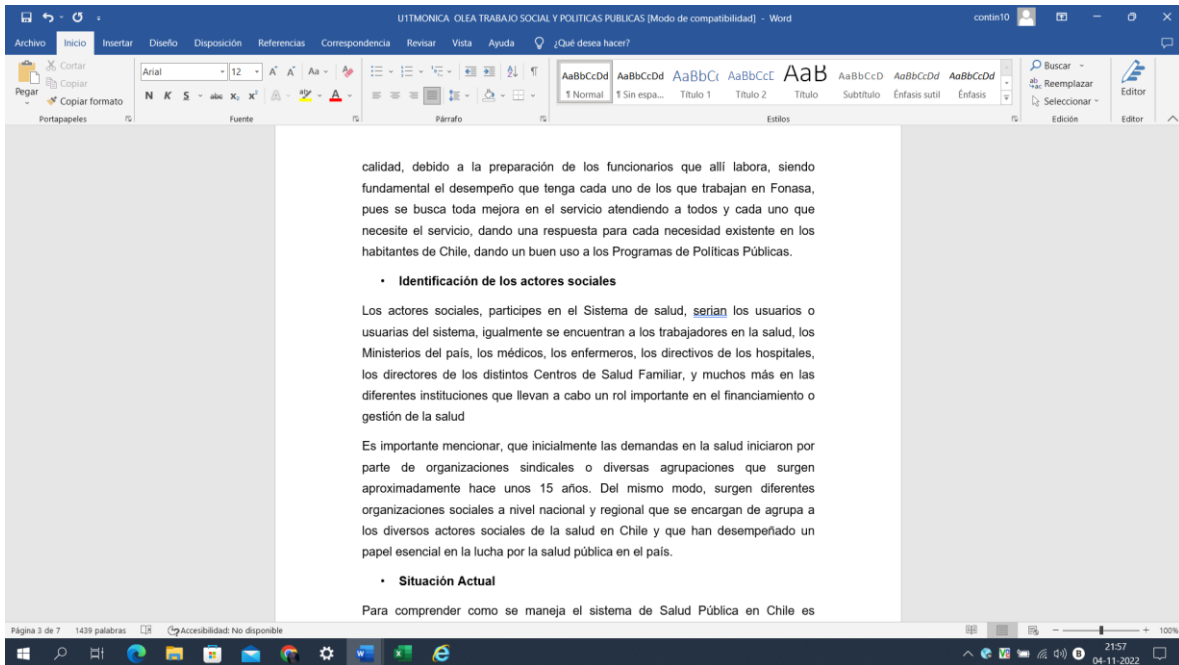 U1TMONICA OLEA TRABAJO SOCIAL Y POLITICAS PUBLICAS [Modo de compatibilidad] - Word
contin10
Archivo Inicio Insertar Diseño Disposición Referencias Correspondencia Revisar Vista Ayuda ¿Qué desea hacer?
Pegar
Cortar
Copiar
Copiar formato
Portapapeles
Arial 12
N K S abc x₂ x²
Fuente
Párrafo
AaBbCcDd AaBbCcDd AaBbCc AaBbCcE AaB AaBbCcD AaBbCcDd AaBbCcDd
¶ Normal ¶ Sin espa... Título 1 Título 2 Título Subtítulo Énfasis sutil Énfasis
Estilos
Buscar
Reemplazar
Seleccionar
Edición
Editor
Editor
calidad, debido a la preparación de los funcionarios que allí labora, siendo
fundamental el desempeño que tenga cada uno de los que trabajan en Fonasa,
pues se busca toda mejora en el servicio atendiendo a todos y cada uno que
necesite el servicio, dando una respuesta para cada necesidad existente en los
habitantes de Chile, dando un buen uso a los Programas de Políticas Públicas.
• Identificación de los actores sociales
Los actores sociales, participes en el Sistema de salud, serian los usuarios o
usuarias del sistema, igualmente se encuentran a los trabajadores en la salud, los
Ministerios del país, los médicos, los enfermeros, los directivos de los hospitales,
los directores de los distintos Centros de Salud Familiar, y muchos más en las
diferentes instituciones que llevan a cabo un rol importante en el financiamiento o
gestión de la salud
Es importante mencionar, que inicialmente las demandas en la salud iniciaron por
parte de organizaciones sindicales o diversas agrupaciones que surgen
aproximadamente hace unos 15 años. Del mismo modo, surgen diferentes
organizaciones sociales a nivel nacional y regional que se encargan de agrupa a
los diversos actores sociales de la salud en Chile y que han desempeñado un
papel esencial en la lucha por la salud pública en el país.
• Situación Actual
Para comprender como se maneja el sistema de Salud Pública en Chile es
Página 3 de 7 1439 palabras Accesibilidad: No disponible
100%
21:57
04-11-2022